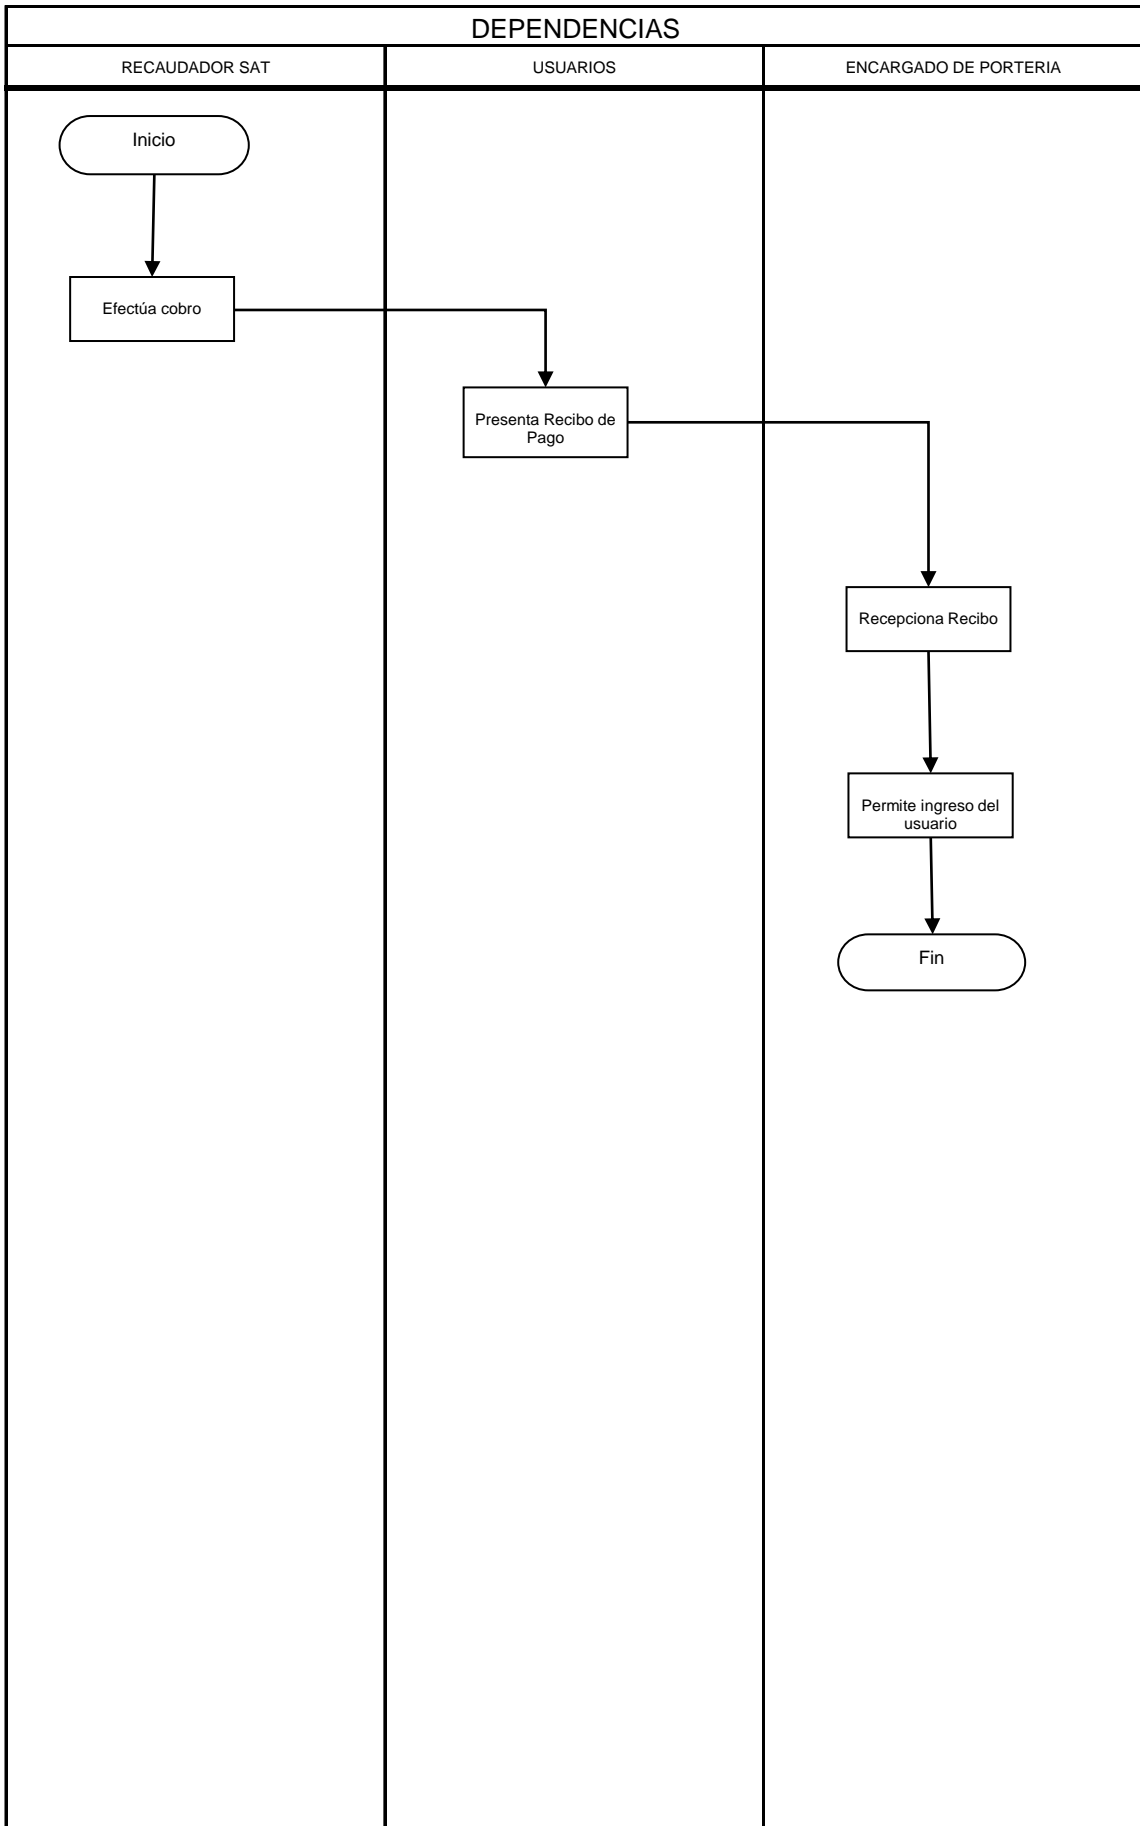 DEPENDENCIAS
RECAUDADOR SAT
USUARIOS
ENCARGADO DE PORTERIA
Inicio
Efectúa cobro
Presenta Recibo de
Pago
Recepciona Recibo
Permite ingreso del
usuario
Fin